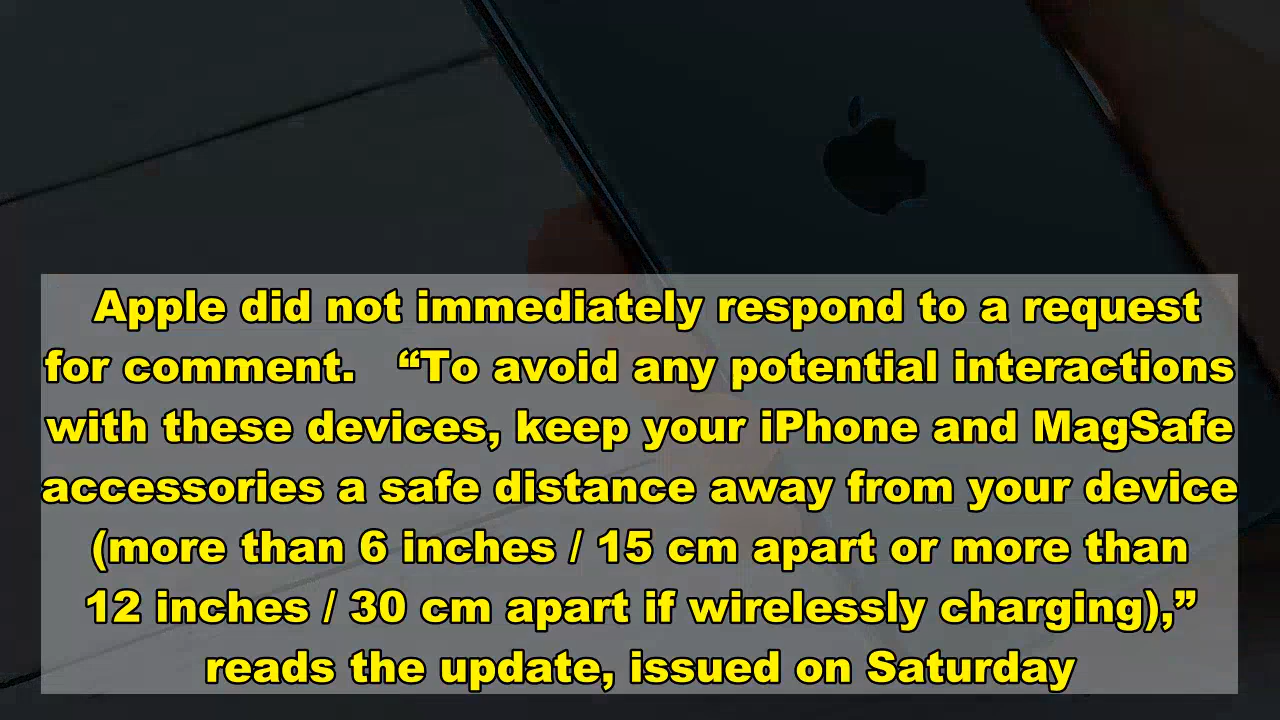 Apple did not immediately respond to a request
for comment.   “To avoid any potential interactions
with these devices, keep your iPhone and MagSafe
accessories a safe distance away from your device
(more than 6 inches / 15 cm apart or more than
12 inches / 30 cm apart if wirelessly charging),”
reads the update, issued on Saturday